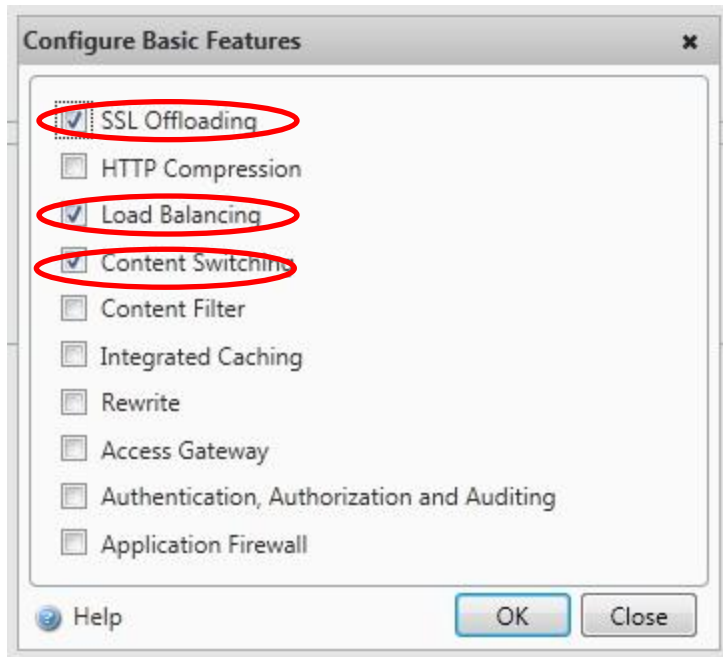 Configure Basic Features
SSL Offloading
HTTP Compression
Load Balancing
Content Switching
Content Filter
Integrated Caching
Rewrite
Access Gateway
Authentication, Authorization and Auditing
Application Firewall
Help OK Close